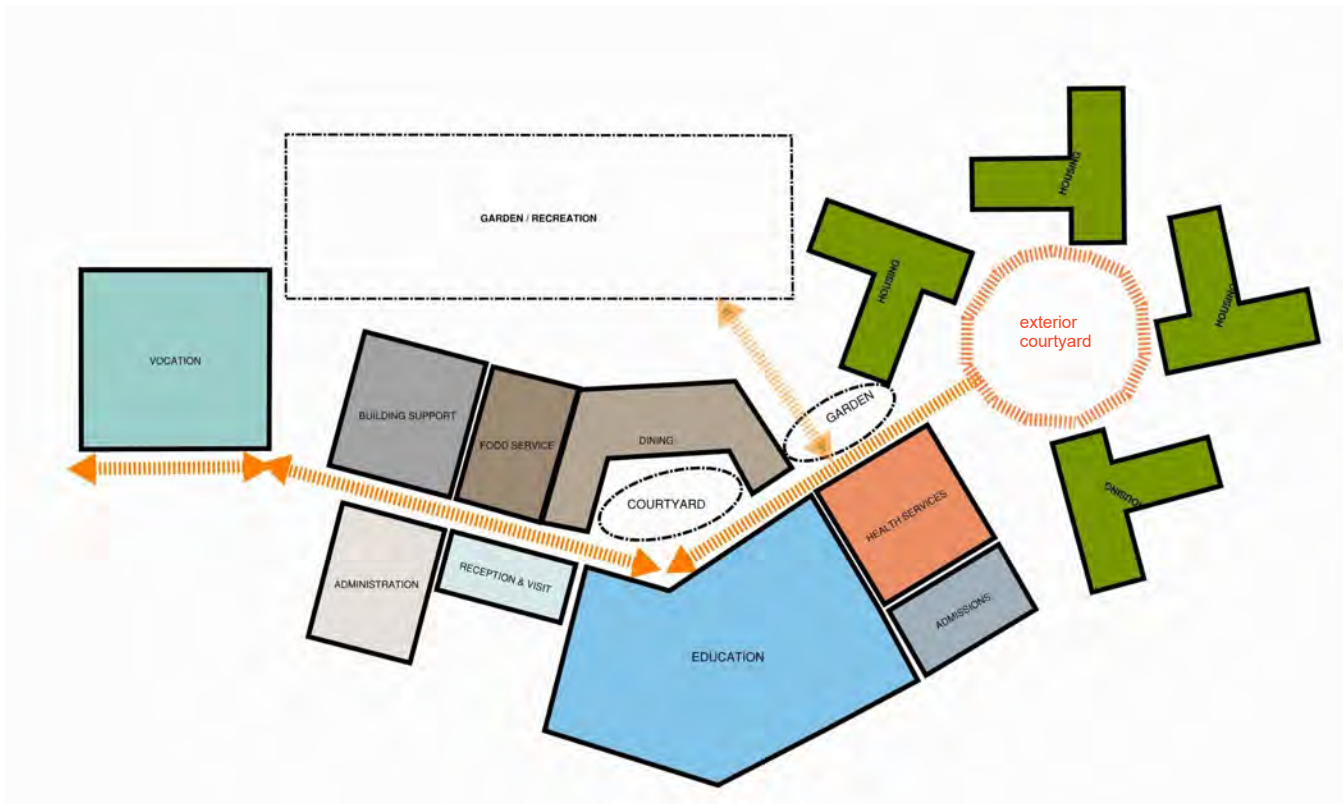 HOUSING
GARDEN / RECREATION
HOUSING
HOUSING
exterior
courtyard
VOCATION
GARDEN
BUILDING SUPPORT
FOOD SERVICE
DINING
COURTYARD
HOUSING
HEALTH SERVICES
ADMINISTRATION
RECEPTION & VISIT
ADMISSIONS
EDUCATION